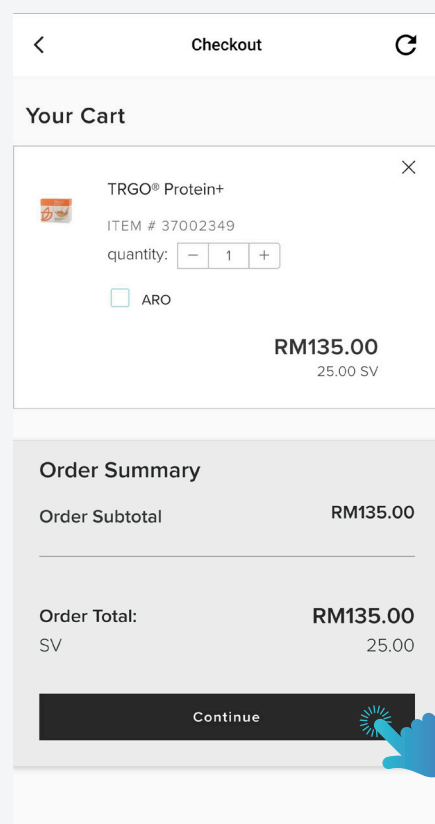 Checkout
Your Cart
TRGO® Protein+
ITEM # 37002349
quantity: − 1 +
ARO
RM135.00
25.00 SV
Order Summary
Order Subtotal RM135.00
Order Total: RM135.00
SV 25.00
Continue